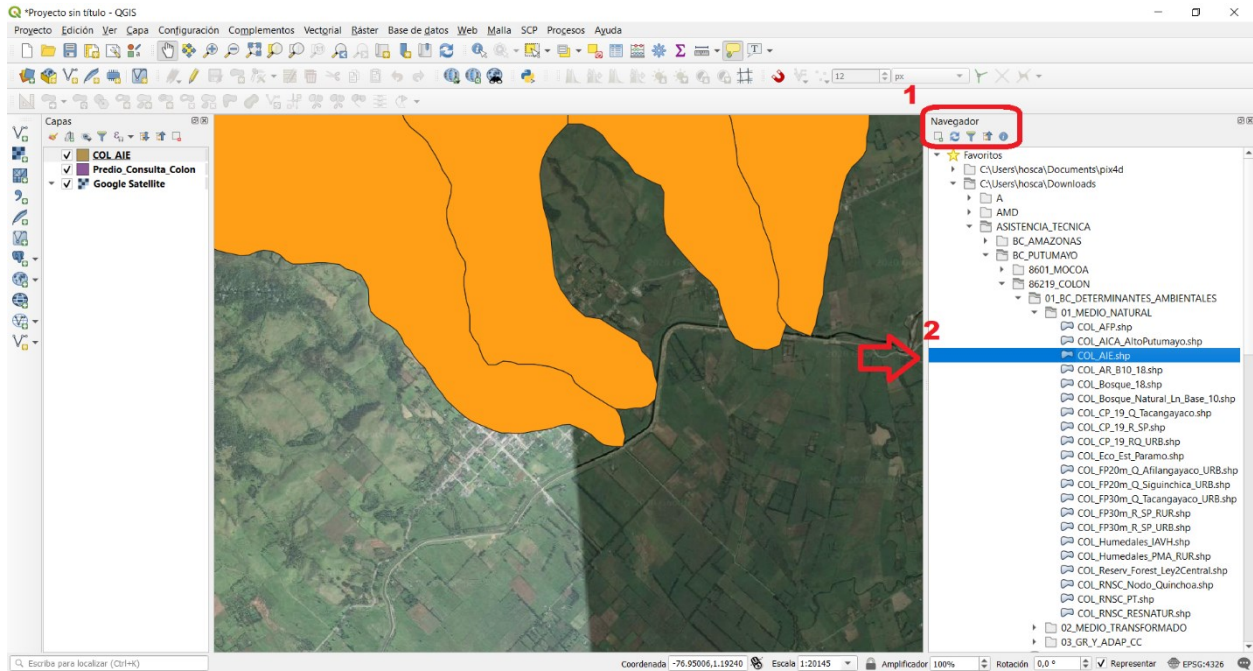 *Proyecto sin título - QGIS
Proyecto Edición Ver Capa Configuración Complementos Vectorial Ráster Base de datos Web Malla SCP Procesos Ayuda
12 px
1
Capas
COL_AIE
Predio_Consulta_Colon
Google Satellite
Navegador
Favoritos
C:\Users\hosca\Documents\pix4d
C:\Users\hosca\Downloads
A
AMD
ASISTENCIA_TECNICA
BC_AMAZONAS
BC_PUTUMAYO
8601_MOCOA
86219_COLON
01_BC_DETERMINANTES_AMBIENTALES
01_MEDIO_NATURAL
COL_AFP.shp
2
COL_AICA_AltoPutumayo.shp
COL_AIE.shp
COL_AR_B10_18.shp
COL_Bosque_18.shp
COL_Bosque_Natural_Ln_Base_10.shp
COL_CP_19_Q_Tacangayaco.shp
COL_CP_19_R_SP.shp
COL_CP_19_RQ_URB.shp
COL_Eco_Est_Paramo.shp
COL_FP20m_Q_Afilangayaco_URB.shp
COL_FP20m_Q_Siguinchica_URB.shp
COL_FP30m_Q_Tacangayaco_URB.shp
COL_FP30m_R_SP_RUR.shp
COL_FP30m_R_SP_URB.shp
COL_Humedales_IAVH.shp
COL_Humedales_PMA_RUR.shp
COL_Reserv_Forest_Ley2Central.shp
COL_RNSC_Nodo_Quinchoa.shp
COL_RNSC_PT.shp
COL_RNSC_RESNATUR.shp
02_MEDIO_TRANSFORMADO
03_GR_Y_ADAP_CC
Escriba para localizar (Ctrl+K) Coordenada -76.95006,1.19240 Escala 1:20145 Amplificador 100% Rotación 0,0 ° Representar EPSG:4326